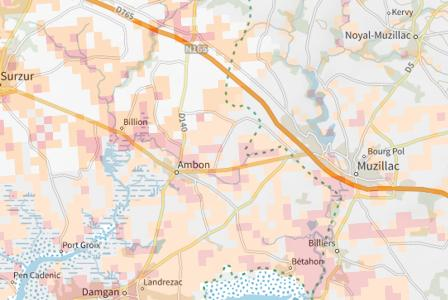 Kervy
D765
Noyal-Muzillac
N165
D5
Surzur
D140
Billion
Bourg Pol
Ambon
Muzillac
Port Groix
Billiers
Bétahon
Pen Cadenic
Landrezac
Damgan